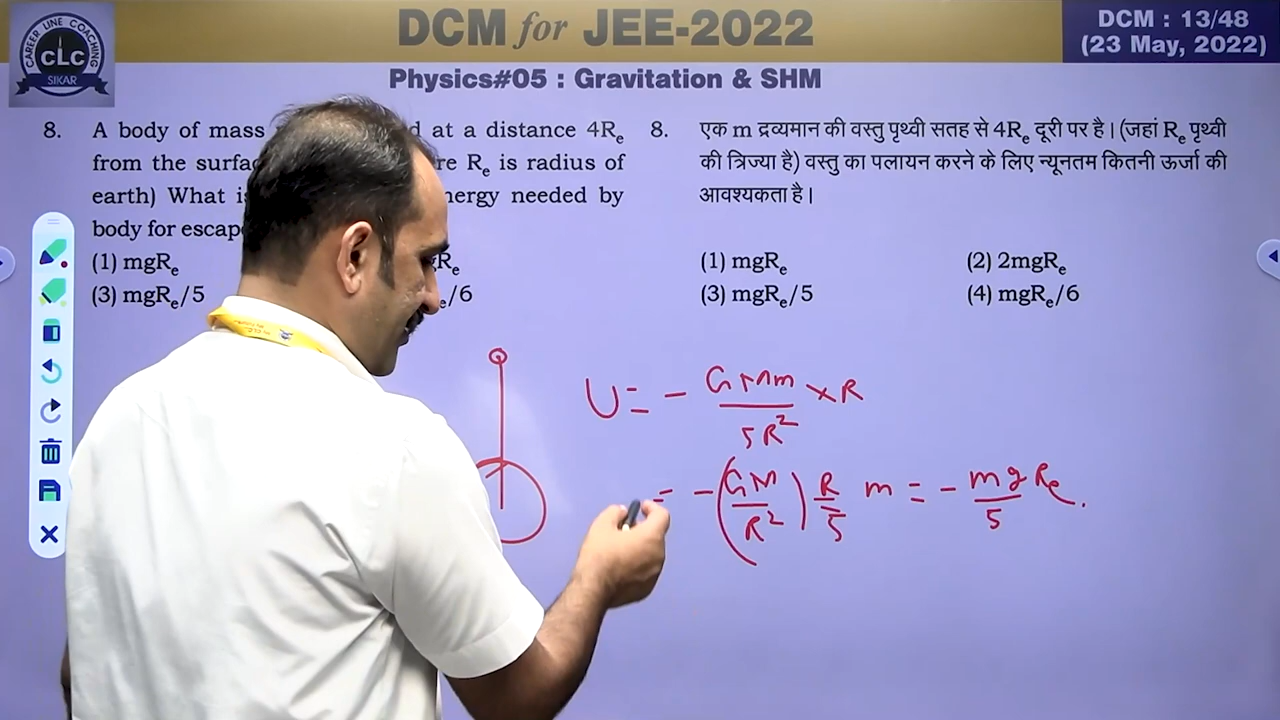 DCM for JEE-2022
DCM : 13/48
(23 May, 2022)
CAREER LINE COACHING
CLC
SIKAR
Physics#05 : Gravitation & SHM
8. A body of mass d at a distance 4Re
from the surfac re Re is radius of
earth) What is nergy needed by
body for escap
(1) mgRe gRe
(3) mgRe/5 e/6
8. एक m द्रव्यमान की वस्तु पृथ्वी सतह से 4Re दूरी पर है। (जहां Re पृथ्वी
की त्रिज्या है) वस्तु का पलायन करने के लिए न्यूनतम कितनी ऊर्जा की
आवश्यकता है।
(1) mgRe (2) 2mgRe
(3) mgRe/5 (4) mgRe/6
U = - GMm/5R² × R
= - (GM/R²) R/5 m = - mgRe/5.